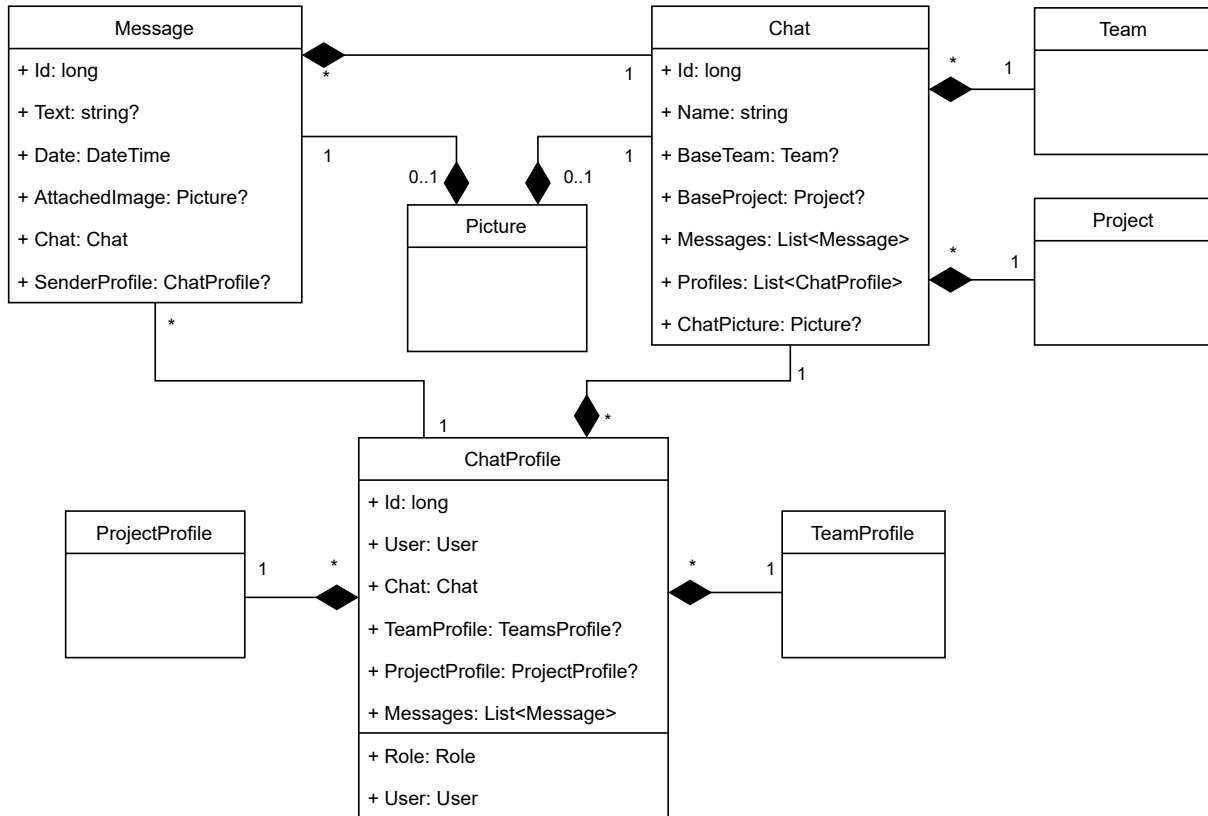 Message
+ Id: long
+ Text: string?
+ Date: DateTime
+ AttachedImage: Picture?
+ Chat: Chat
+ SenderProfile: ChatProfile?
*
1
1
0..1
1
0..1
Picture
Chat
+ Id: long
+ Name: string
+ BaseTeam: Team?
+ BaseProject: Project?
+ Messages: List<Message>
+ Profiles: List<ChatProfile>
+ ChatPicture: Picture?
*
1
Team
*
1
Project
*
1
1
*
ChatProfile
+ Id: long
+ User: User
+ Chat: Chat
+ TeamProfile: TeamsProfile?
+ ProjectProfile: ProjectProfile?
+ Messages: List<Message>
+ Role: Role
+ User: User
ProjectProfile
1
*
*
1
TeamProfile